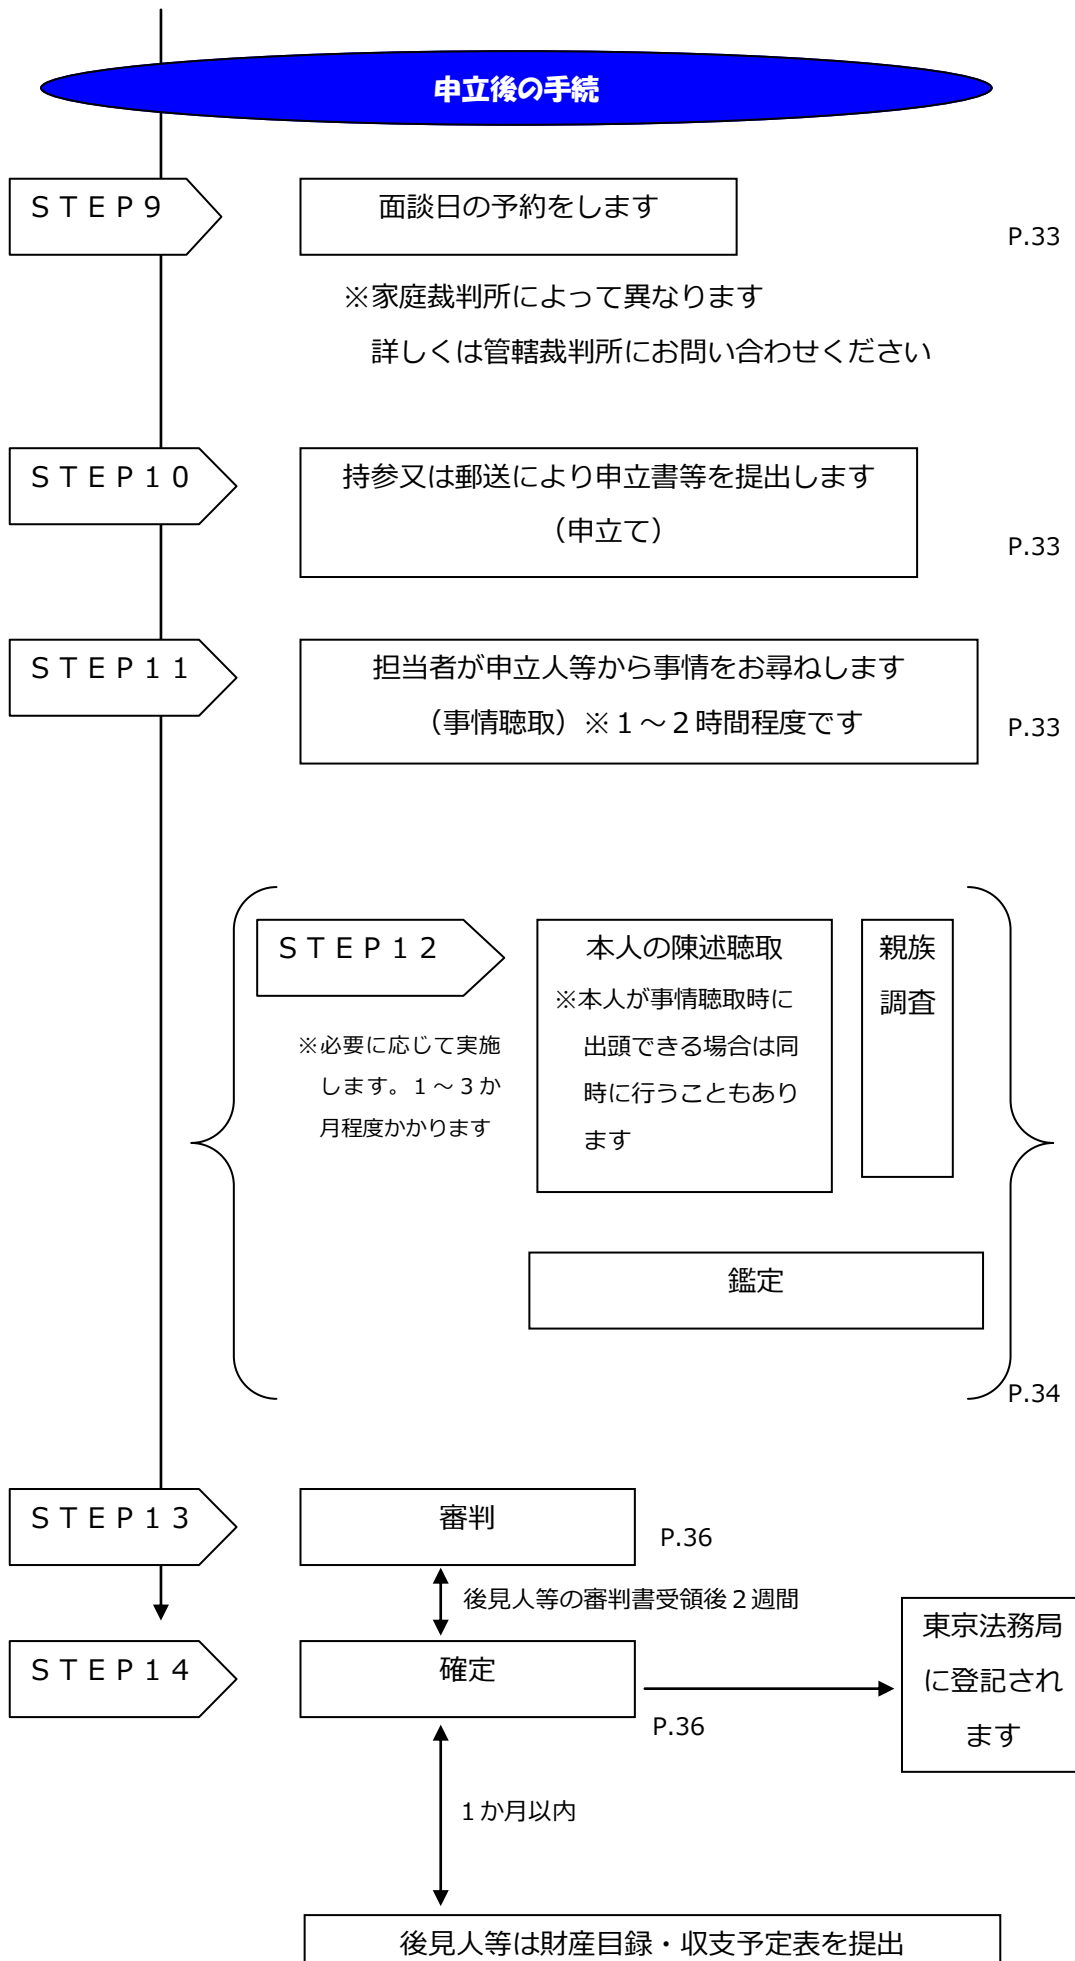 申立後の手続
ＳＴＥＰ９
面談日の予約をします
P.33
※家庭裁判所によって異なります
詳しくは管轄裁判所にお問い合わせください
ＳＴＥＰ１０
持参又は郵送により申立書等を提出します
（申立て）
P.33
ＳＴＥＰ１１
担当者が申立人等から事情をお尋ねします
（事情聴取）※１～２時間程度です
P.33
ＳＴＥＰ１２
※必要に応じて実施
します。１～３か
月程度かかります
本人の陳述聴取
※本人が事情聴取時に
出頭できる場合は同
時に行うこともあり
ます
親族
調査
鑑定
P.34
ＳＴＥＰ１３
審判
P.36
後見人等の審判書受領後２週間
ＳＴＥＰ１４
確定
P.36
東京法務局
に登記され
ます
１か月以内
後見人等は財産目録・収支予定表を提出